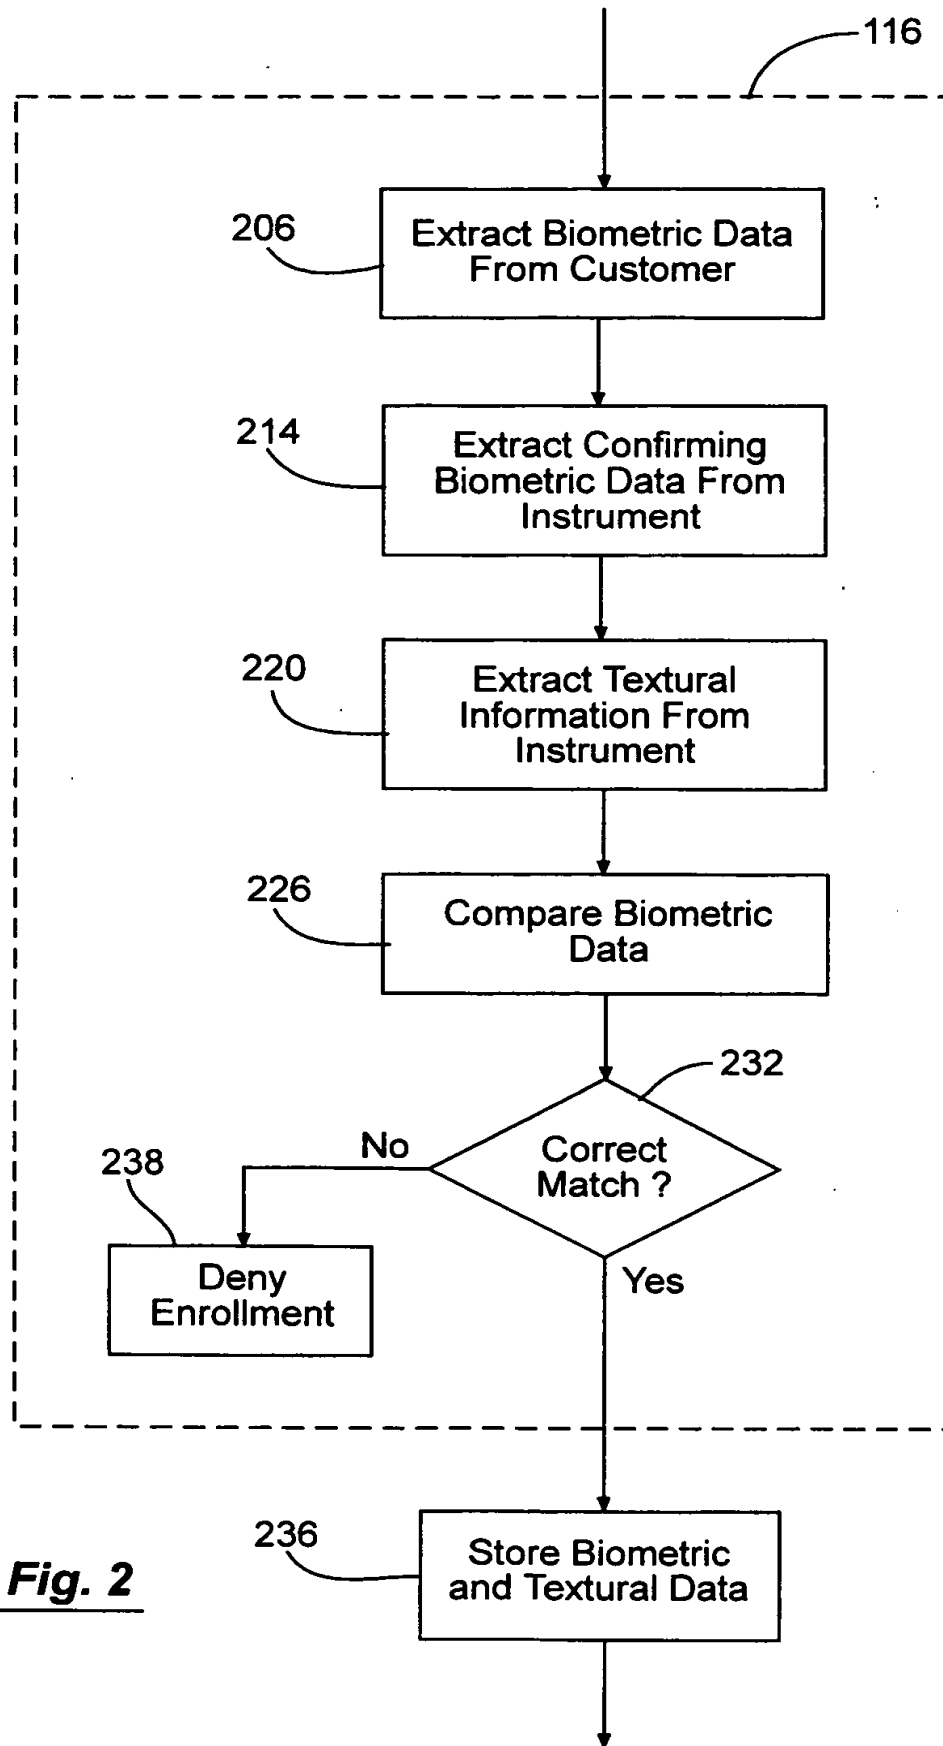 116
206
Extract Biometric Data
From Customer
214
Extract Confirming
Biometric Data From
Instrument
220
Extract Textural
Information From
Instrument
226
Compare Biometric
Data
232
Correct
Match ?
No
238
Deny
Enrollment
Yes
236
Store Biometric
and Textural Data
Fig. 2